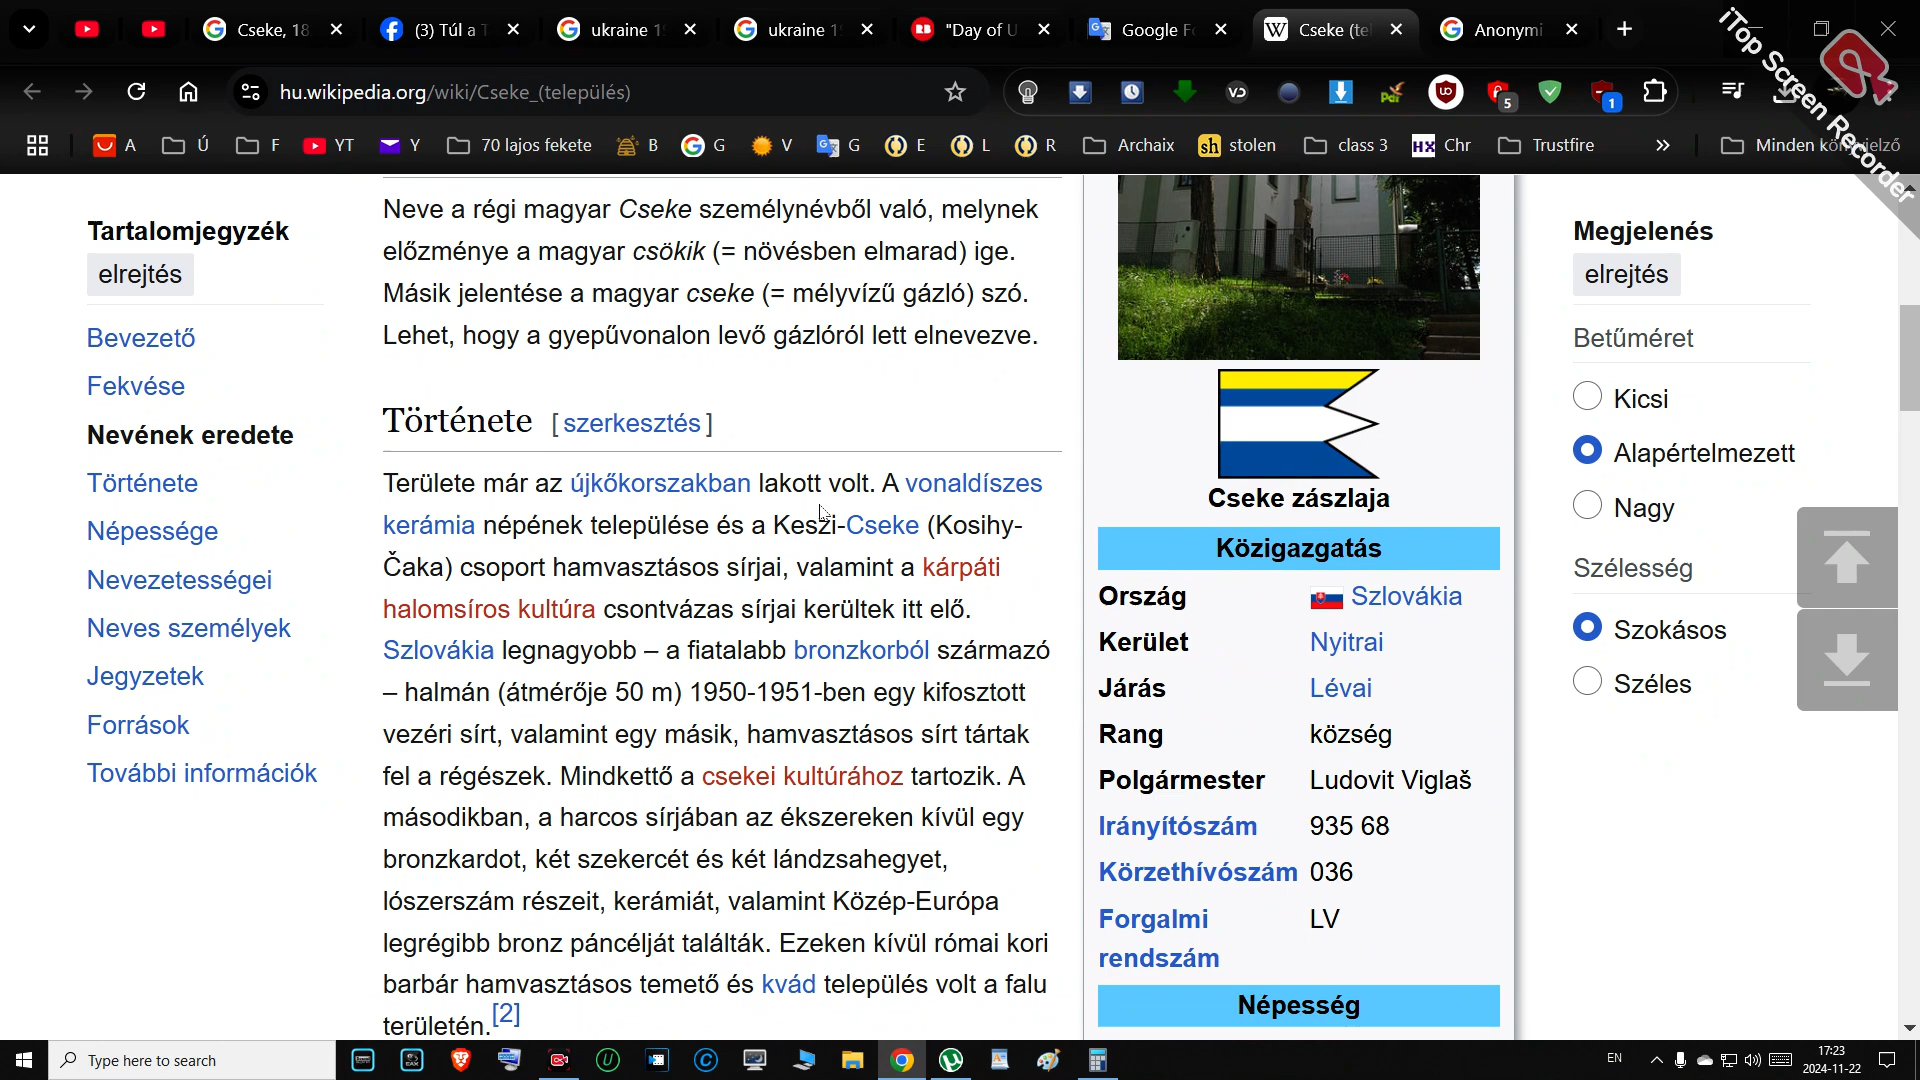 Cseke, 18
(3) Túl a T
ukraine 1
ukraine 1
"Day of U
Google Fo
Cseke (tel
Anonymi
iTop Screen Recorder
hu.wikipedia.org/wiki/Cseke_(település)
5
1
A
Ú
F
YT
Y
70 lajos fekete
B
G
V
G
E
L
R
Archaix
stolen
class 3
Chr
Trustfire
Minden
Tartalomjegyzék
elrejtés
Bevezető
Fekvése
Nevének eredete
Története
Népessége
Nevezetességei
Neves személyek
Jegyzetek
Források
További információk
Neve a régi magyar Cseke személynévből való, melynek
előzménye a magyar csökik (= növésben elmarad) ige.
Másik jelentése a magyar cseke (= mélyvízű gázló) szó.
Lehet, hogy a gyepűvonalon levő gázlóról lett elnevezve.
Története [ szerkesztés ]
Területe már az újkőkorszakban lakott volt. A vonaldíszes
kerámia népének települése és a Keszi-Cseke (Kosihy-
Čaka) csoport hamvasztásos sírjai, valamint a kárpáti
halomsíros kultúra csontvázas sírjai kerültek itt elő.
Szlovákia legnagyobb – a fiatalabb bronzkorból származó
– halmán (átmérője 50 m) 1950-1951-ben egy kifosztott
vezéri sírt, valamint egy másik, hamvasztásos sírt tártak
fel a régészek. Mindkettő a csekei kultúrához tartozik. A
másodikban, a harcos sírjában az ékszereken kívül egy
bronzkardot, két szekercét és két lándzsahegyet,
lószerszám részeit, kerámiát, valamint Közép-Európa
legrégibb bronz páncélját találták. Ezeken kívül római kori
barbár hamvasztásos temető és kvád település volt a falu
területén.[2]
Cseke zászlaja
Közigazgatás
Ország Szlovákia
Kerület Nyitrai
Járás Lévai
Rang község
Polgármester Ludovit Viglaš
Irányítószám 935 68
Körzethívószám 036
Forgalmi LV
rendszám
Népesség
Megjelenés
elrejtés
Betűméret
Kicsi
Alapértelmezett
Nagy
Szélesség
Szokásos
Széles
Type here to search
EN
17:23
2024-11-22